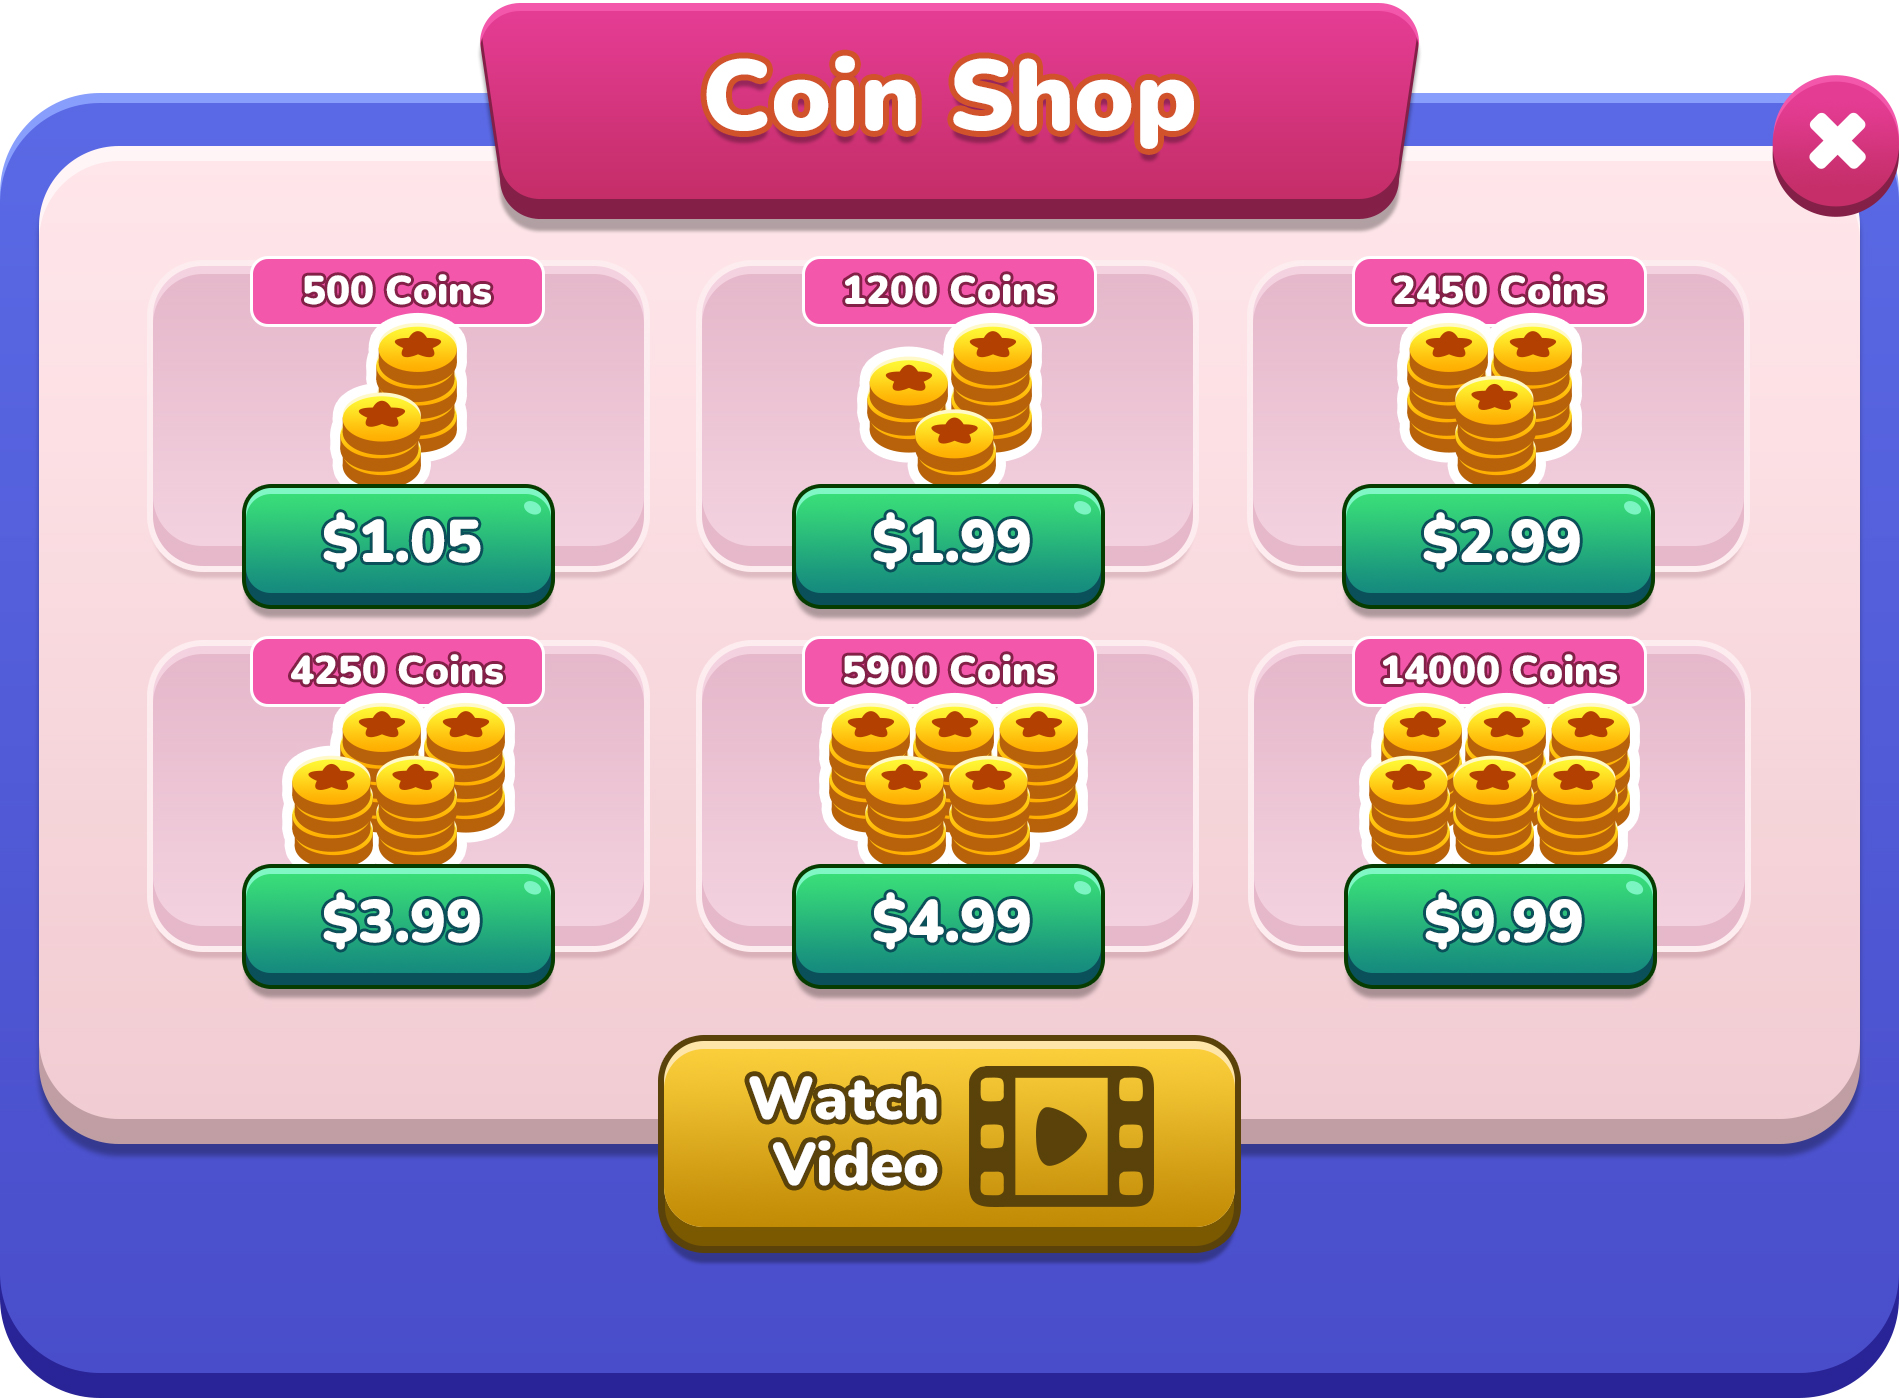 Coin Shop
500 Coins
1200 Coins
2450 Coins
$1.05
$1.99
$2.99
4250 Coins
5900 Coins
14000 Coins
$3.99
$4.99
$9.99
Watch
Video